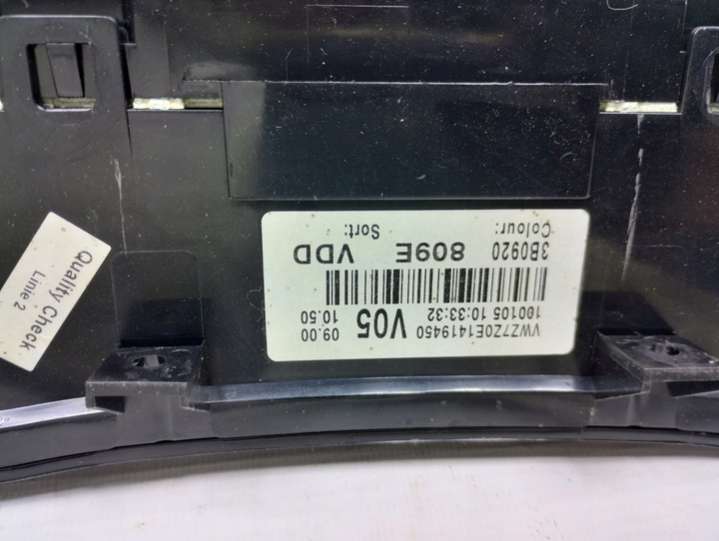 VWZ7Z0E1419450 09.00
100105 10:33:32 V05 10.50
3B0920 809E VDD
Colour: Sort:
Quality Check
Linie 2